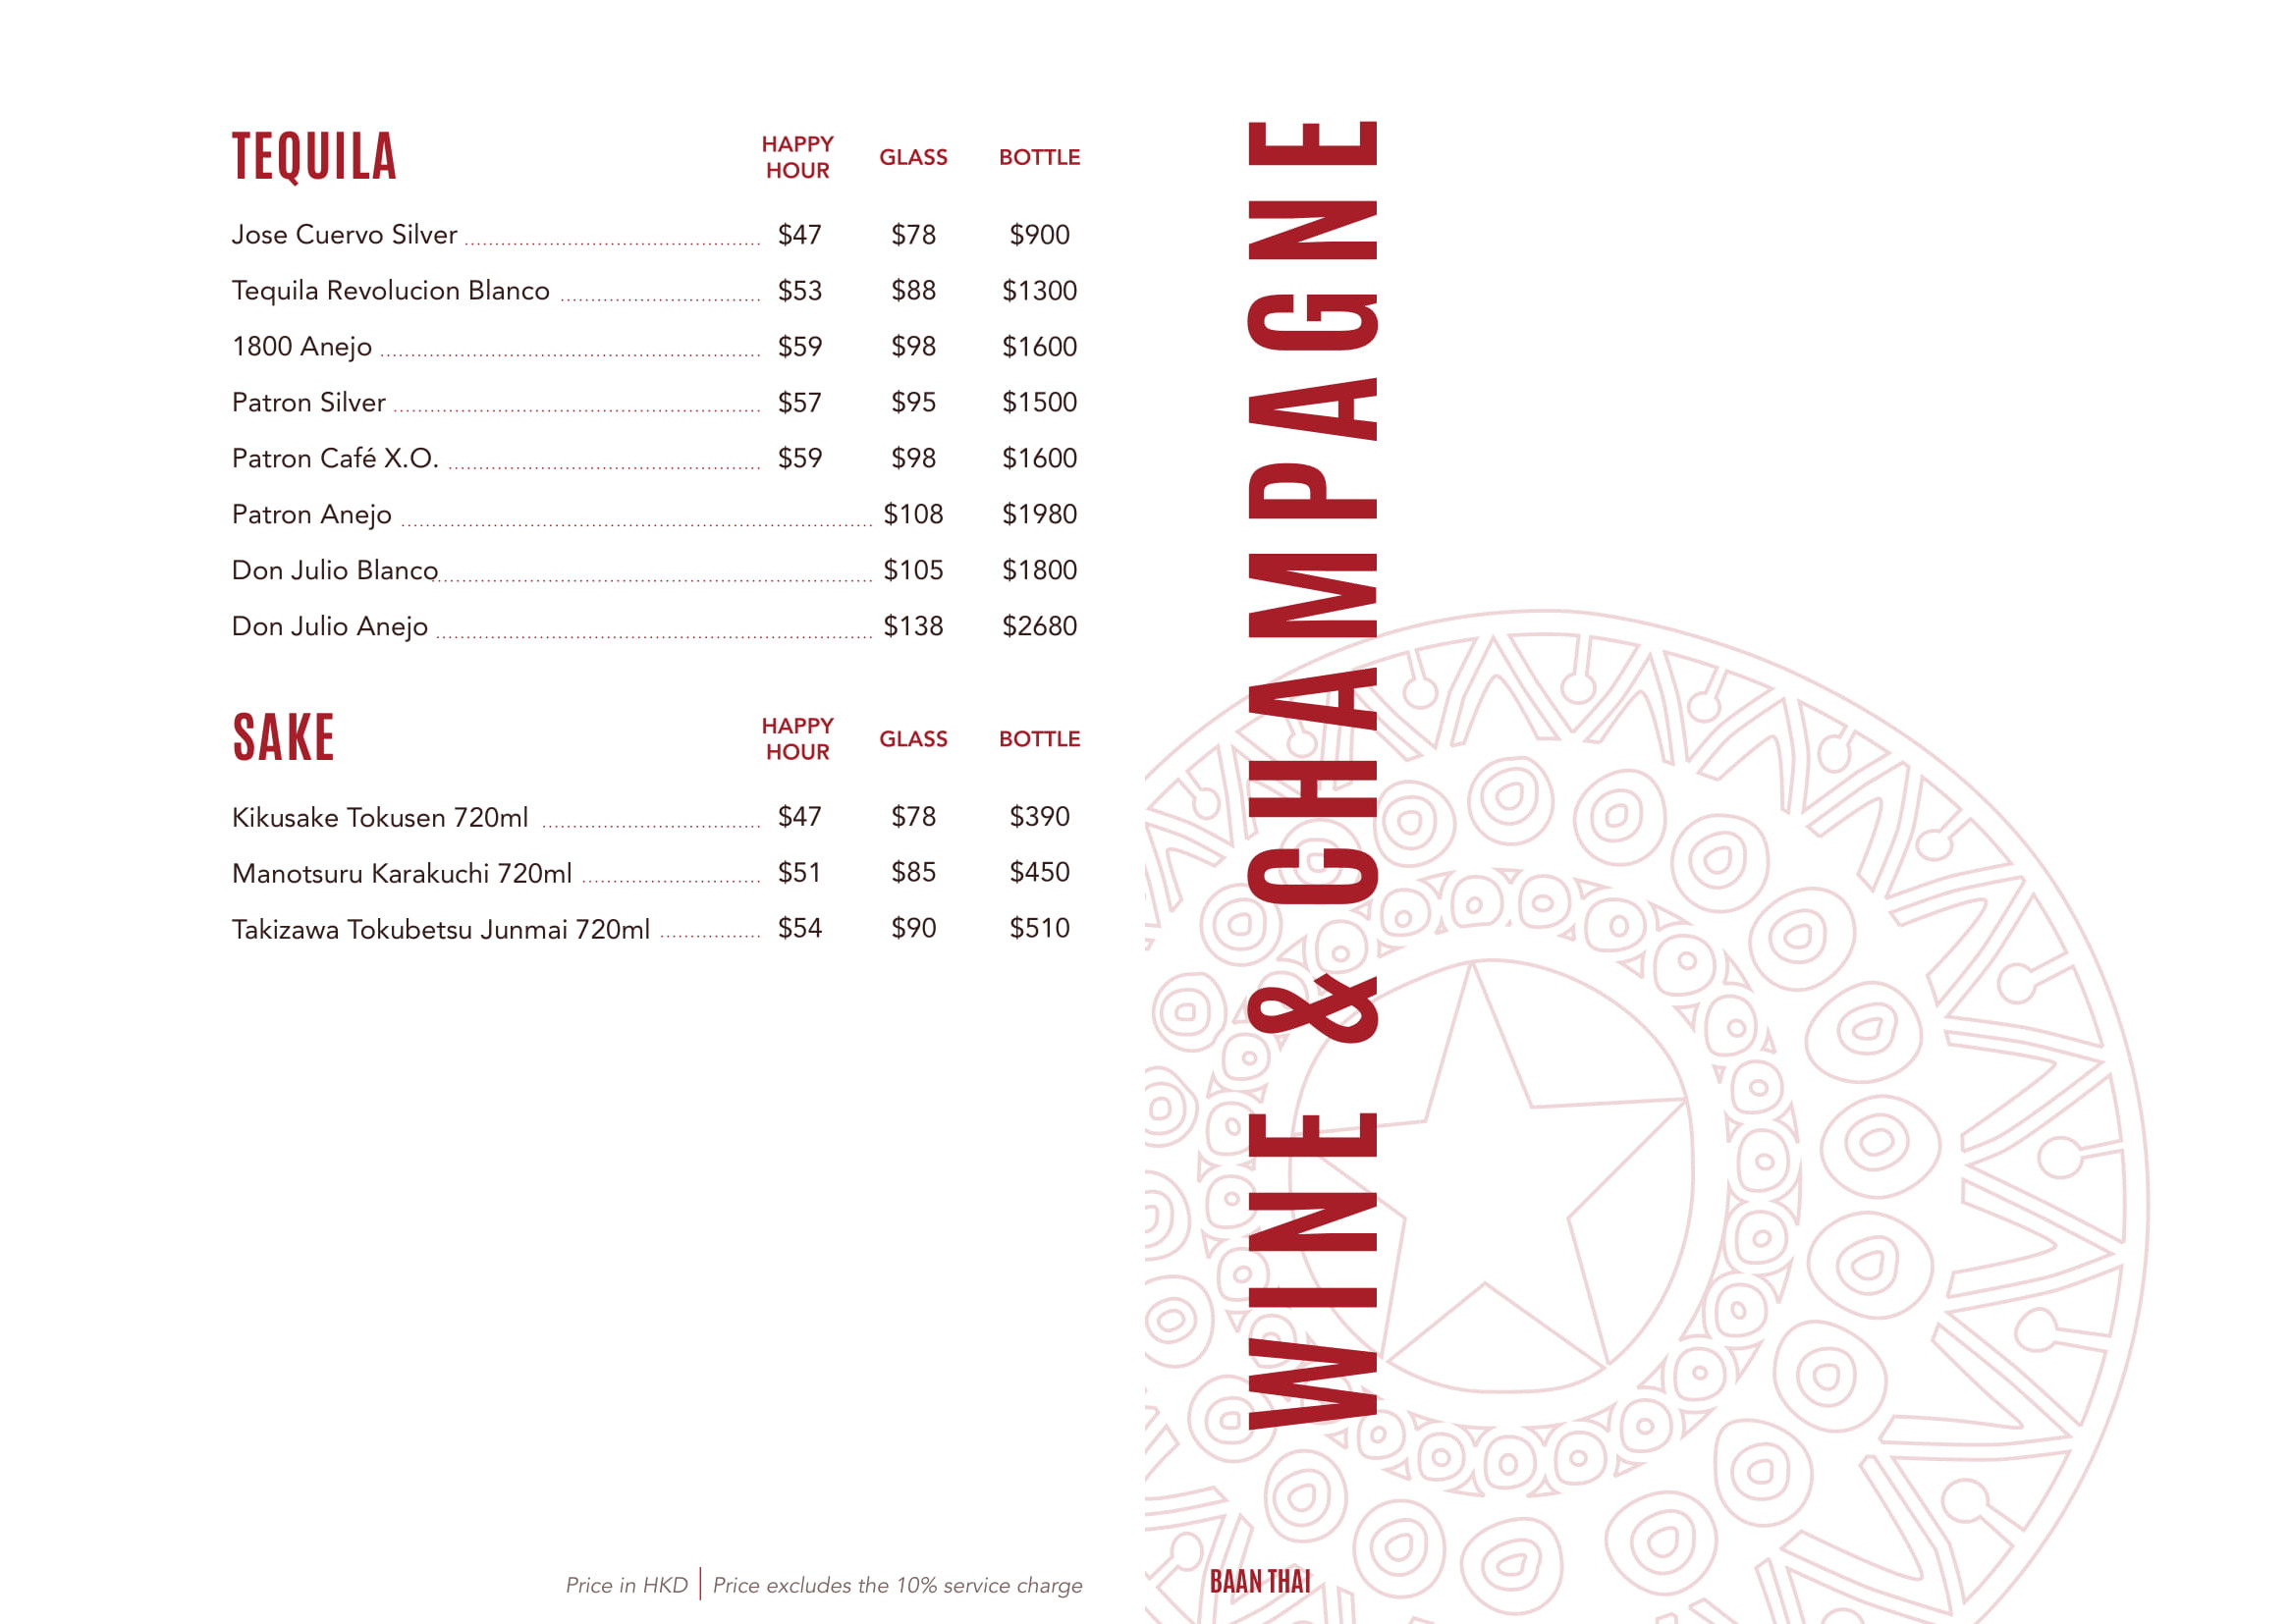 TEQUILA HAPPY HOUR GLASS BOTTLE
Jose Cuervo Silver $47 $78 $900
Tequila Revolucion Blanco $53 $88 $1300
1800 Anejo $59 $98 $1600
Patron Silver $57 $95 $1500
Patron Café X.O. $59 $98 $1600
Patron Anejo $108 $1980
Don Julio Blanco $105 $1800
Don Julio Anejo $138 $2680
SAKE HAPPY HOUR GLASS BOTTLE
Kikusake Tokusen 720ml $47 $78 $390
Manotsuru Karakuchi 720ml $51 $85 $450
Takizawa Tokubetsu Junmai 720ml $54 $90 $510
Price in HKD | Price excludes the 10% service charge
WINE & CHAMPAGNE
BAAN THAI